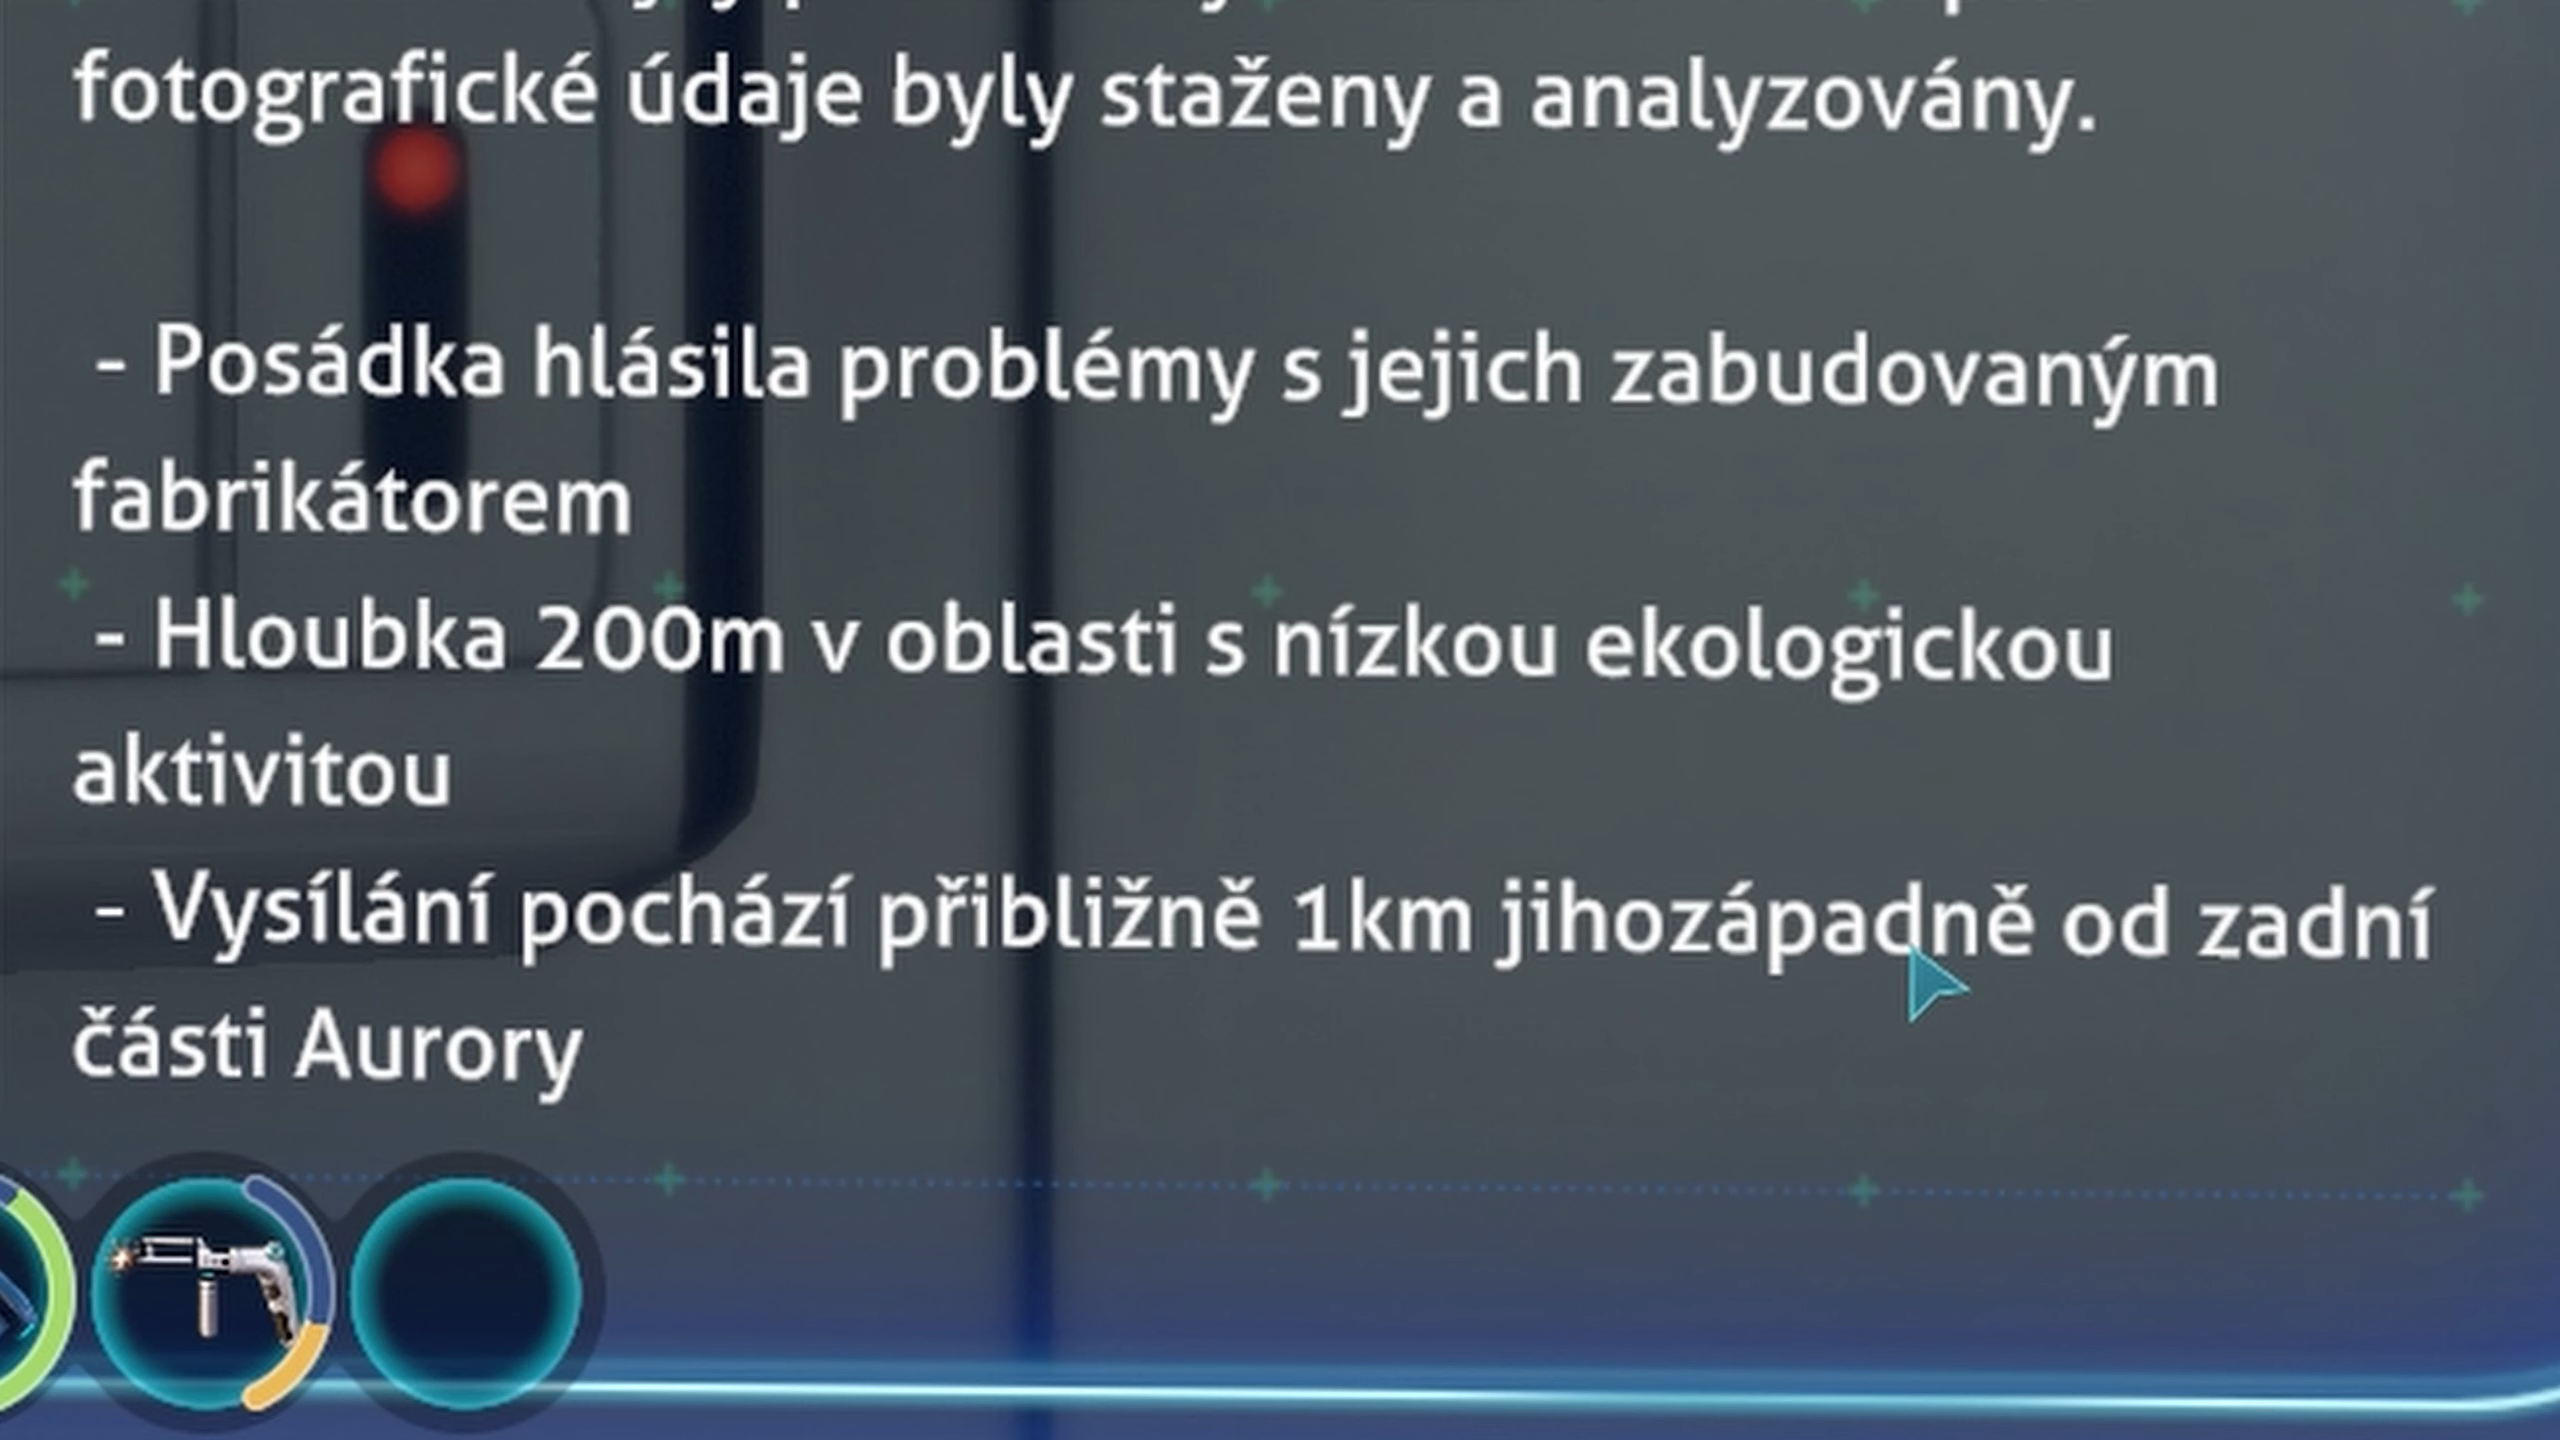 fotografické údaje byly staženy a analyzovány.
- Posádka hlásila problémy s jejich zabudovaným
fabrikátorem
- Hloubka 200m v oblasti s nízkou ekologickou
aktivitou
- Vysílání pochází přibližně 1km jihozápadně od zadní
části Aurory